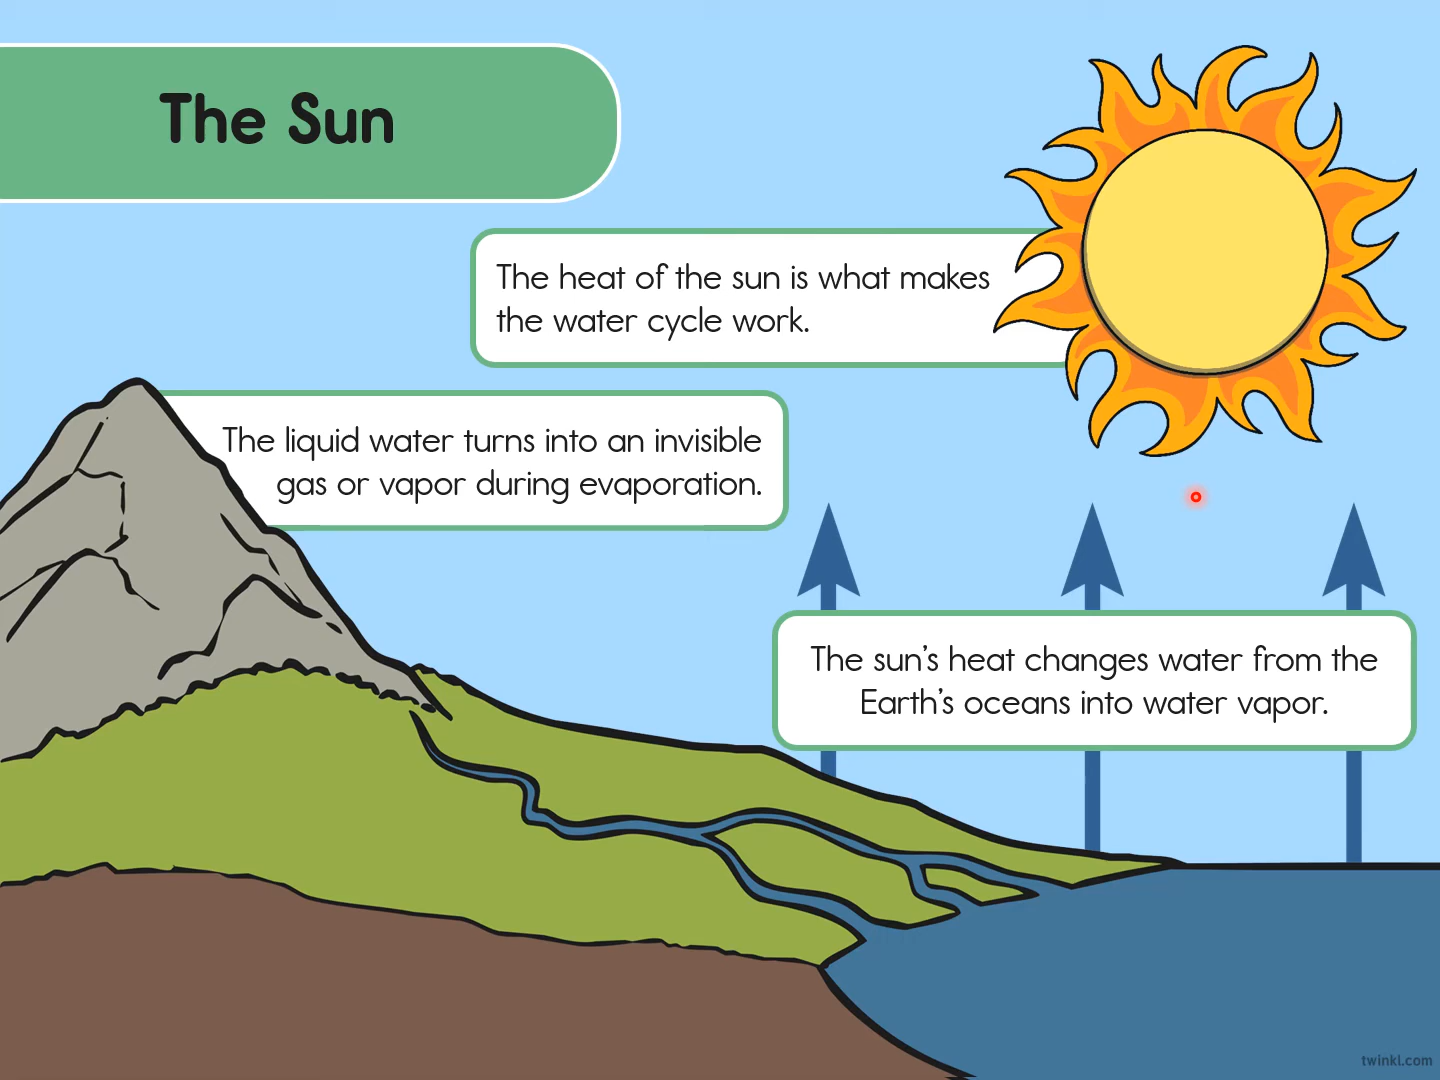 The Sun
The heat of the sun is what makes
the water cycle work.
The liquid water turns into an invisible
gas or vapor during evaporation.
The sun's heat changes water from the
Earth's oceans into water vapor.
twinkl.com